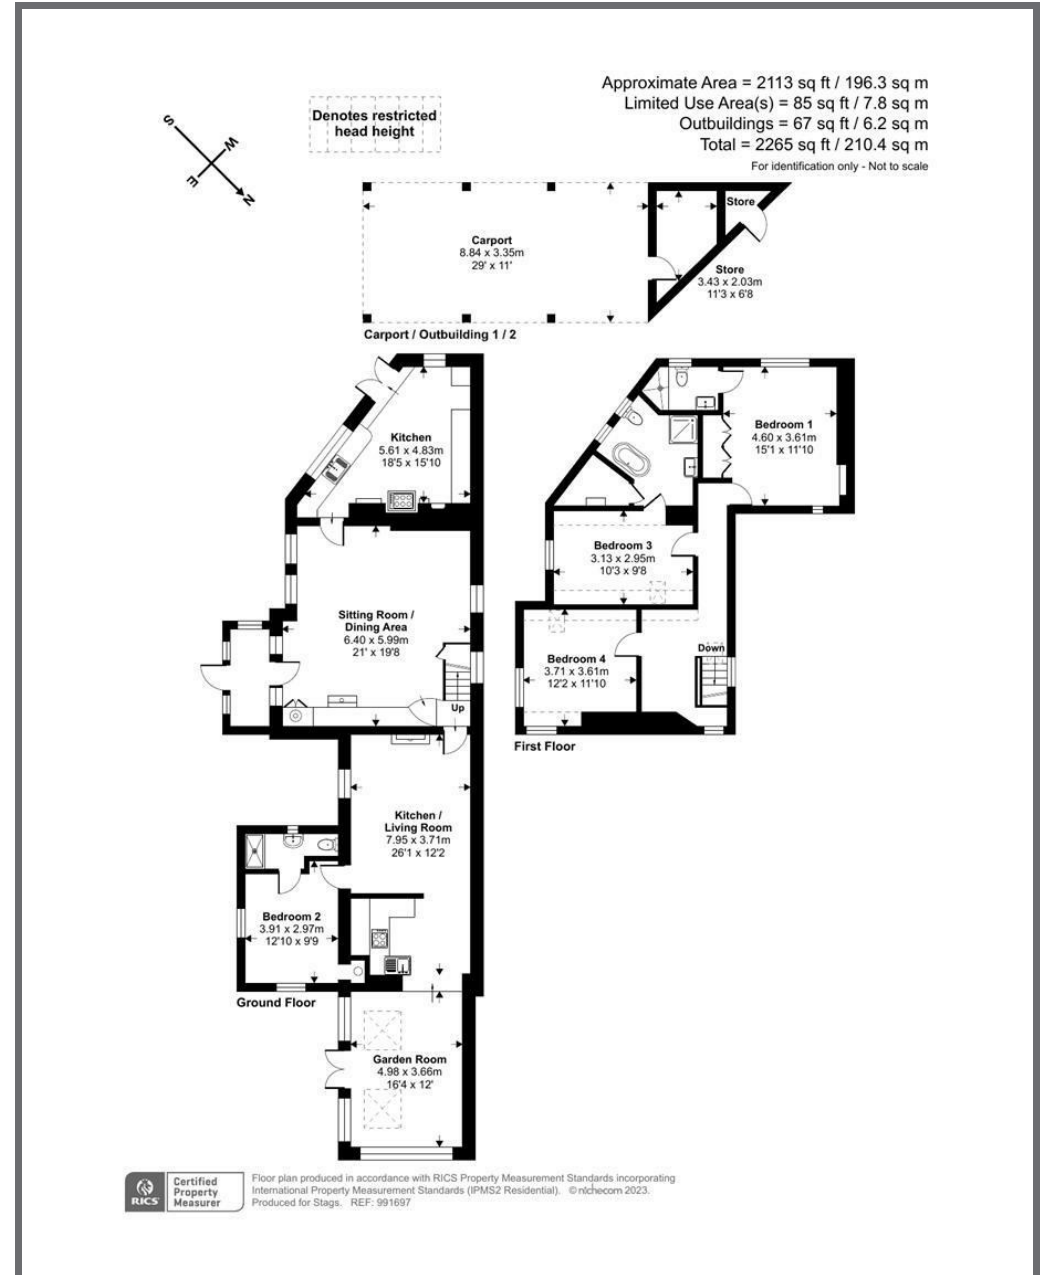 Approximate Area = 2113 sq ft / 196.3 sq m
Limited Use Area(s) = 85 sq ft / 7.8 sq m
Outbuildings = 67 sq ft / 6.2 sq m
Total = 2265 sq ft / 210.4 sq m
For identification only - Not to scale
Denotes restricted
head height
S
W
E
N
Carport
8.84 x 3.35m
29' x 11'
Store
Store
3.43 x 2.03m
11'3 x 6'8
Carport / Outbuilding 1 / 2
Kitchen
5.61 x 4.83m
18'5 x 15'10
Sitting Room /
Dining Area
6.40 x 5.99m
21' x 19'8
Up
Kitchen /
Living Room
7.95 x 3.71m
26'1 x 12'2
Bedroom 2
3.91 x 2.97m
12'10 x 9'9
Ground Floor
Garden Room
4.98 x 3.66m
16'4 x 12'
Bedroom 1
4.60 x 3.61m
15'1 x 11'10
Bedroom 3
3.13 x 2.95m
10'3 x 9'8
Bedroom 4
3.71 x 3.61m
12'2 x 11'10
Down
First Floor
RICS
Certified
Property
Measurer
Floor plan produced in accordance with RICS Property Measurement Standards incorporating
International Property Measurement Standards (IPMS2 Residential). © nichecom 2023.
Produced for Stags. REF: 991697